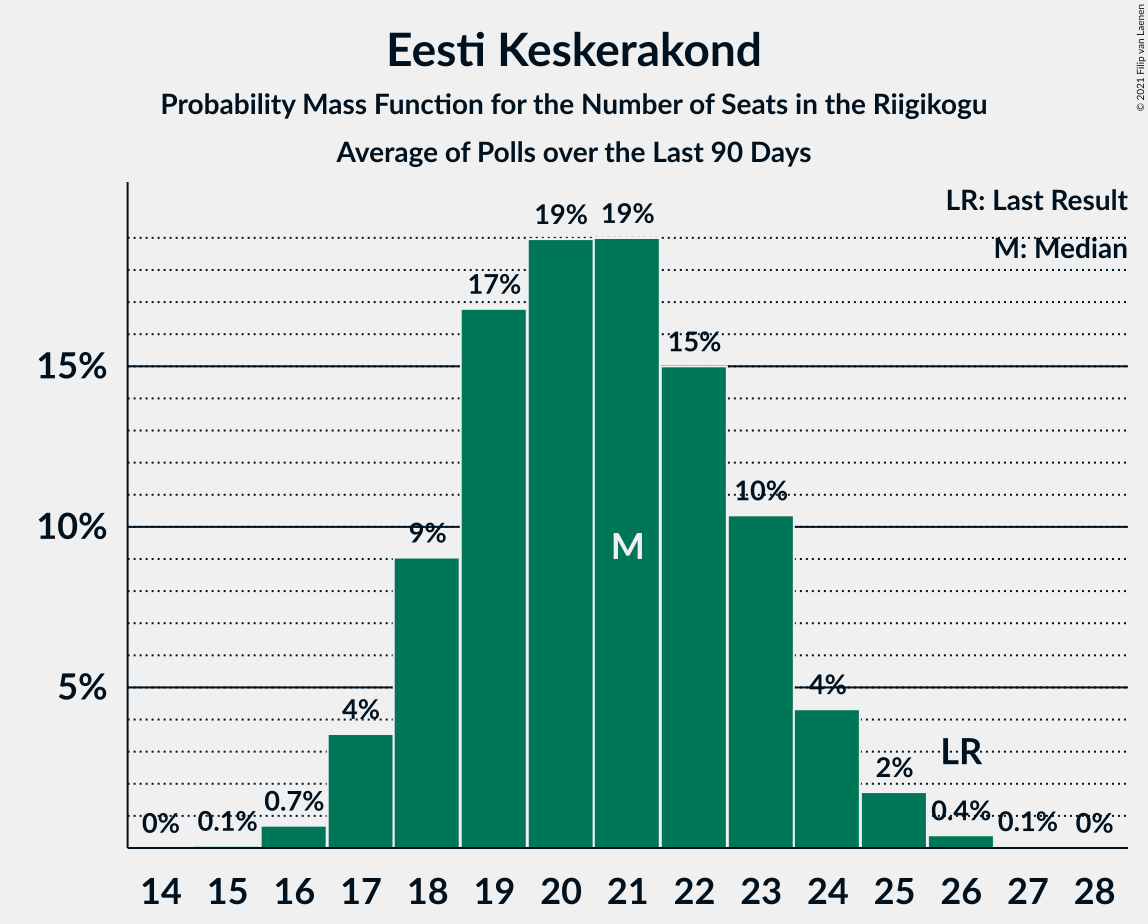 Eesti Keskerakond
Probability Mass Function for the Number of Seats in the Riigikogu
Average of Polls over the Last 90 Days
© 2021 Filip van Laenen
LR: Last Result
M: Median
19% 19%
17%
15%
15%
10%
10%
9%
M
5%
4%
4%
LR
2%
0% 0.1% 0.7% 0.4% 0.1% 0%
14 15 16 17 18 19 20 21 22 23 24 25 26 27 28